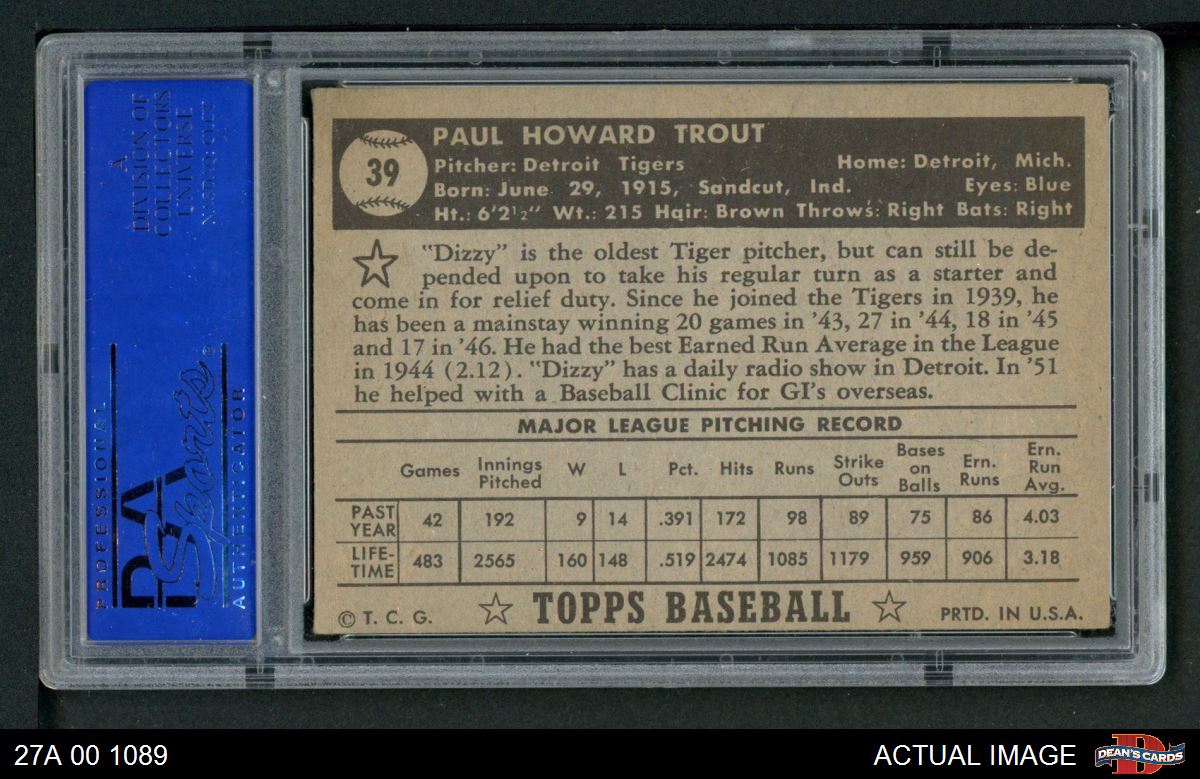 A
DIVISION OF
COLLECTORS
UNIVERSE
NASDAQ: CLCT
PROFESSIONAL
PSA
Sports
®
AUTHENTICATOR
39
PAUL HOWARD TROUT
Pitcher: Detroit Tigers Home: Detroit, Mich.
Born: June 29, 1915, Sandcut, Ind. Eyes: Blue
Ht.: 6'2½" Wt.: 215 Hair: Brown Throws: Right Bats: Right
"Dizzy" is the oldest Tiger pitcher, but can still be de-
pended upon to take his regular turn as a starter and
come in for relief duty. Since he joined the Tigers in 1939, he
has been a mainstay winning 20 games in '43, 27 in '44, 18 in '45
and 17 in '46. He had the best Earned Run Average in the League
in 1944 (2.12). "Dizzy" has a daily radio show in Detroit. In '51
he helped with a Baseball Clinic for GI's overseas.
MAJOR LEAGUE PITCHING RECORD
Games Innings Pitched W L Pct. Hits Runs Strike Outs Bases on Balls Ern. Runs Ern. Run Avg.
PAST YEAR 42 192 9 14 .391 172 98 89 75 86 4.03
LIFE-TIME 483 2565 160 148 .519 2474 1085 1179 959 906 3.18
© T. C. G. TOPPS BASEBALL PRTD. IN U.S.A.
27A 00 1089 ACTUAL IMAGE DEAN'S CARDS